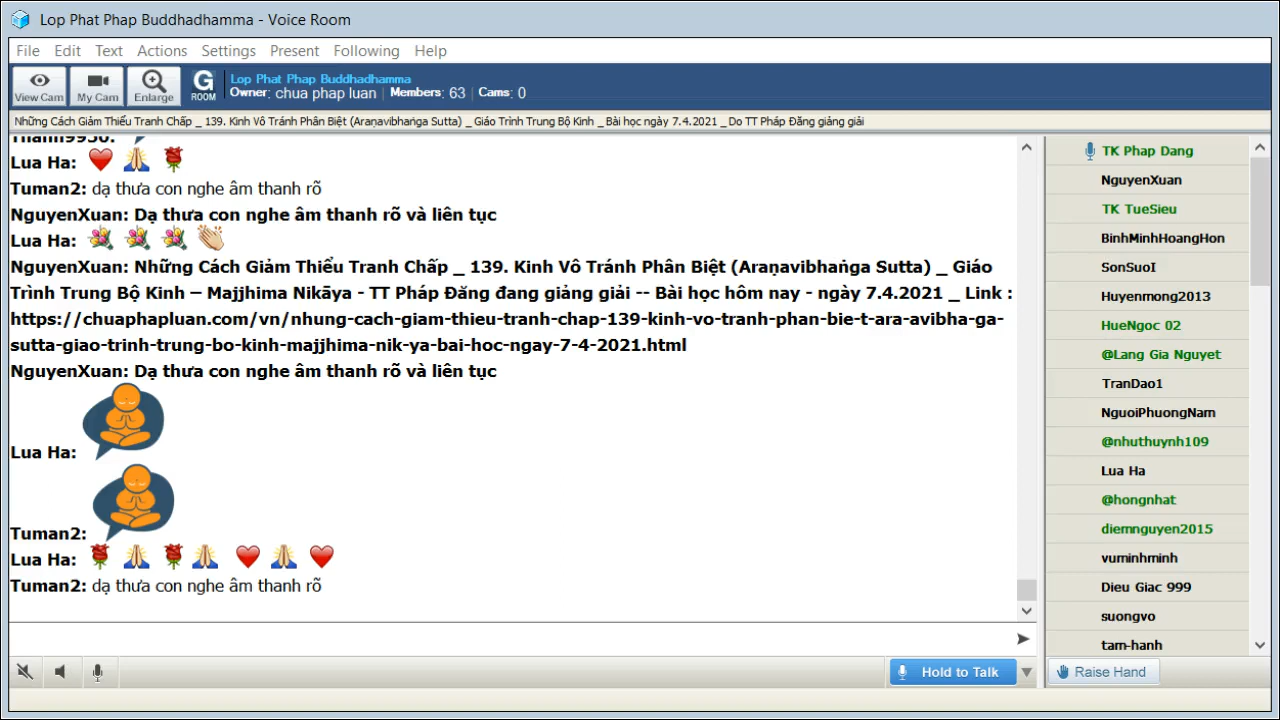 Lop Phat Phap Buddhadhamma - Voice Room
File Edit Text Actions Settings Present Following Help
View Cam My Cam Enlarge G ROOM
Lop Phat Phap Buddhadhamma
Owner: chua phap luan Members: 63 Cams: 0
Những Cách Giảm Thiểu Tranh Chấp _ 139. Kinh Vô Tránh Phân Biệt (Araṇavibhaṅga Sutta) _ Giáo Trình Trung Bộ Kinh _ Bài học ngày 7.4.2021 _ Do TT Pháp Đăng giảng giải
Thanh9950:
Lua Ha:
Tuman2: dạ thưa con nghe âm thanh rõ
NguyenXuan: Dạ thưa con nghe âm thanh rõ và liên tục
Lua Ha:
NguyenXuan: Những Cách Giảm Thiểu Tranh Chấp _ 139. Kinh Vô Tránh Phân Biệt (Araṇavibhaṅga Sutta) _ Giáo
Trình Trung Bộ Kinh – Majjhima Nikāya - TT Pháp Đăng đang giảng giải -- Bài học hôm nay - ngày 7.4.2021 _ Link :
https://chuaphapluan.com/vn/nhung-cach-giam-thieu-tranh-chap-139-kinh-vo-tranh-phan-bie-t-ara-avibha-ga-
sutta-giao-trinh-trung-bo-kinh-majjhima-nik-ya-bai-hoc-ngay-7-4-2021.html
NguyenXuan: Dạ thưa con nghe âm thanh rõ và liên tục
Lua Ha:
Tuman2:
Lua Ha:
Tuman2: dạ thưa con nghe âm thanh rõ
TK Phap Dang
NguyenXuan
TK TueSieu
BinhMinhHoangHon
SonSuoI
Huyenmong2013
HueNgoc 02
@Lang Gia Nguyet
TranDao1
NguoiPhuongNam
@nhuthuynh109
Lua Ha
@hongnhat
diemnguyen2015
vuminhminh
Dieu Giac 999
suongvo
tam-hanh
Hold to Talk
Raise Hand